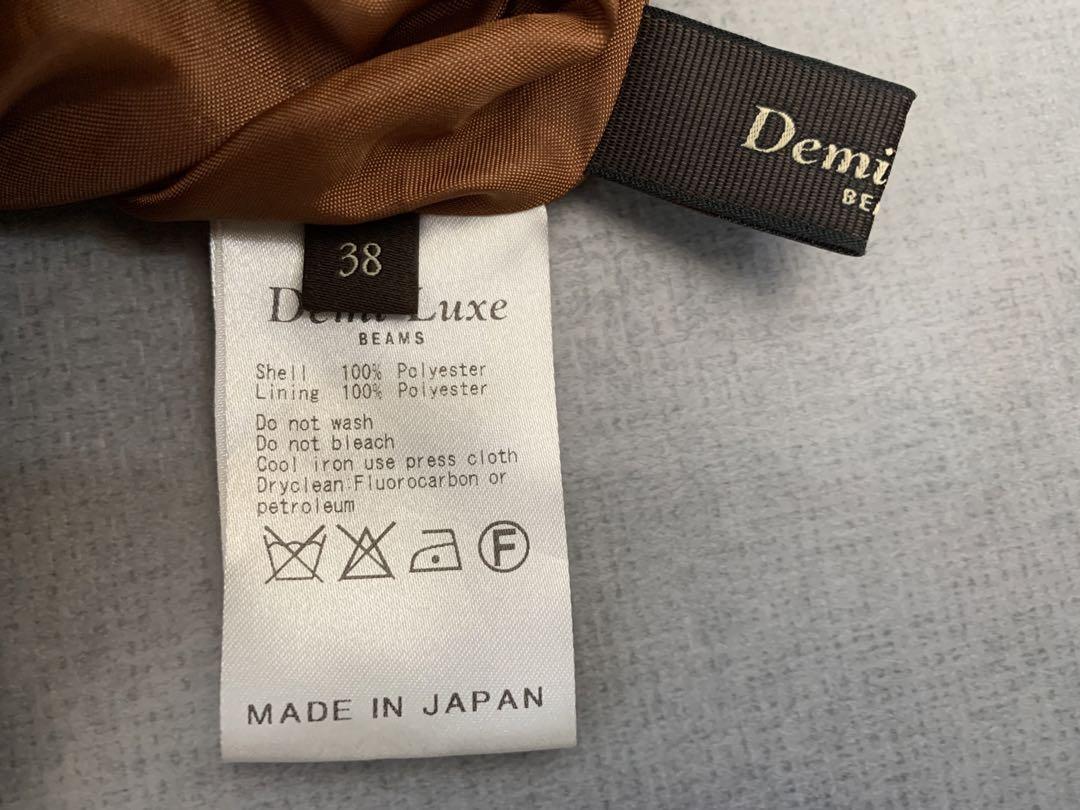 Demi
BE
38
Demi Luxe
BEAMS
Shell 100% Polyester
Lining 100% Polyester
Do not wash
Do not bleach
Cool iron use press cloth
Dryclean Fluorocarbon or
petroleum
F
MADE IN JAPAN